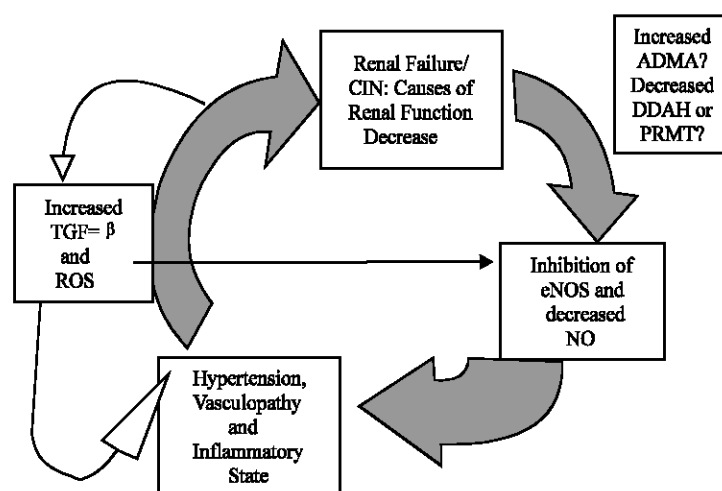 Renal Failure/
CIN: Causes of
Renal Function
Decrease
Increased
ADMA?
Decreased
DDAH or
PRMT?
Increased
TGF= β
and
ROS
Inhibition of
eNOS and
decreased
NO
Hypertension,
Vasculopathy
and
Inflammatory
State